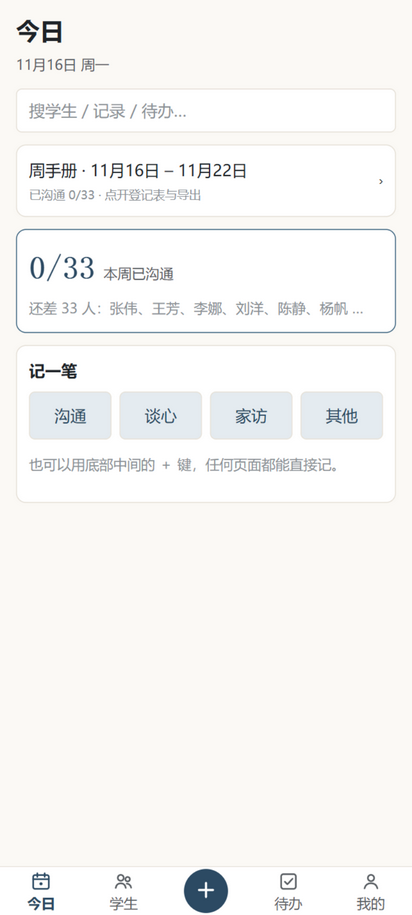 今日
11月16日 周一
搜学生 / 记录 / 待办...
周手册 · 11月16日 – 11月22日
已沟通 0/33 · 点开登记表与导出
›
0/33 本周已沟通
还差 33 人：张伟、王芳、李娜、刘洋、陈静、杨帆 ...
记一笔
沟通 谈心 家访 其他
也可以用底部中间的 + 键，任何页面都能直接记。
今日 学生 + 待办 我的